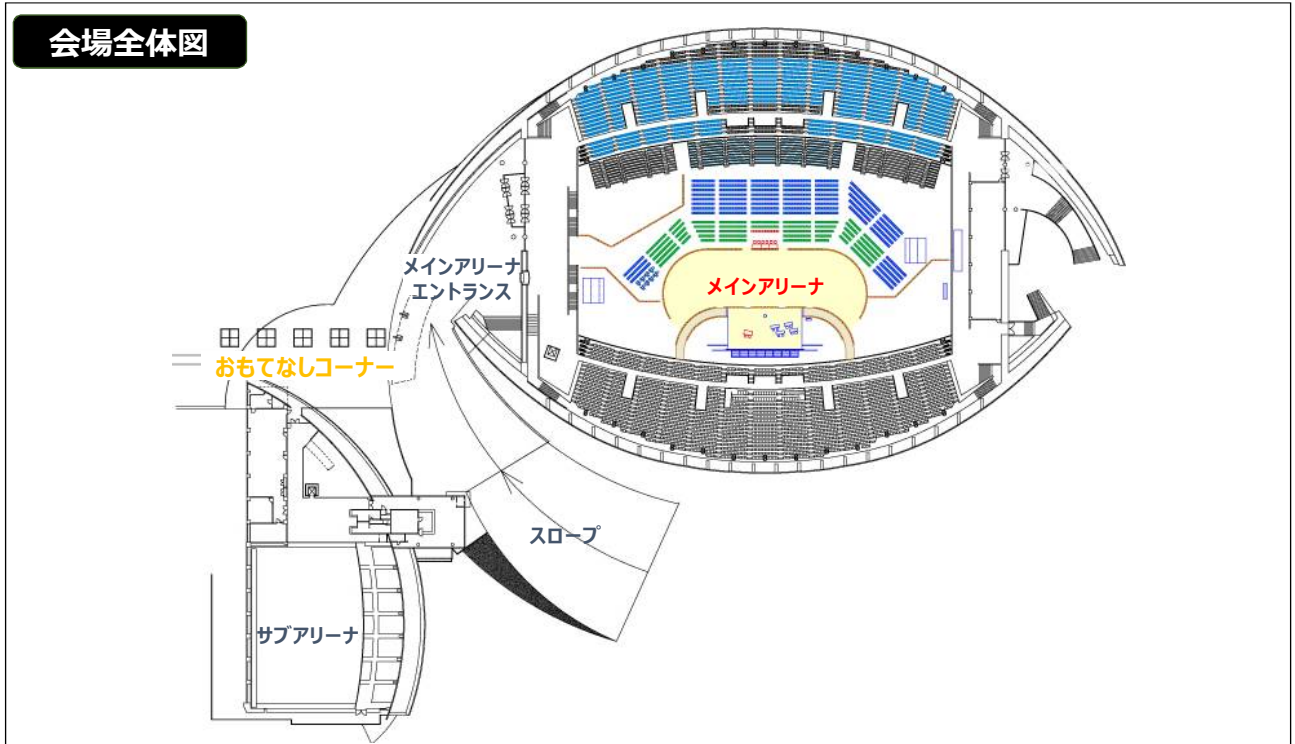 会場全体図
メインアリーナ
エントランス
メインアリーナ
おもてなしコーナー
スロープ
サブアリーナ